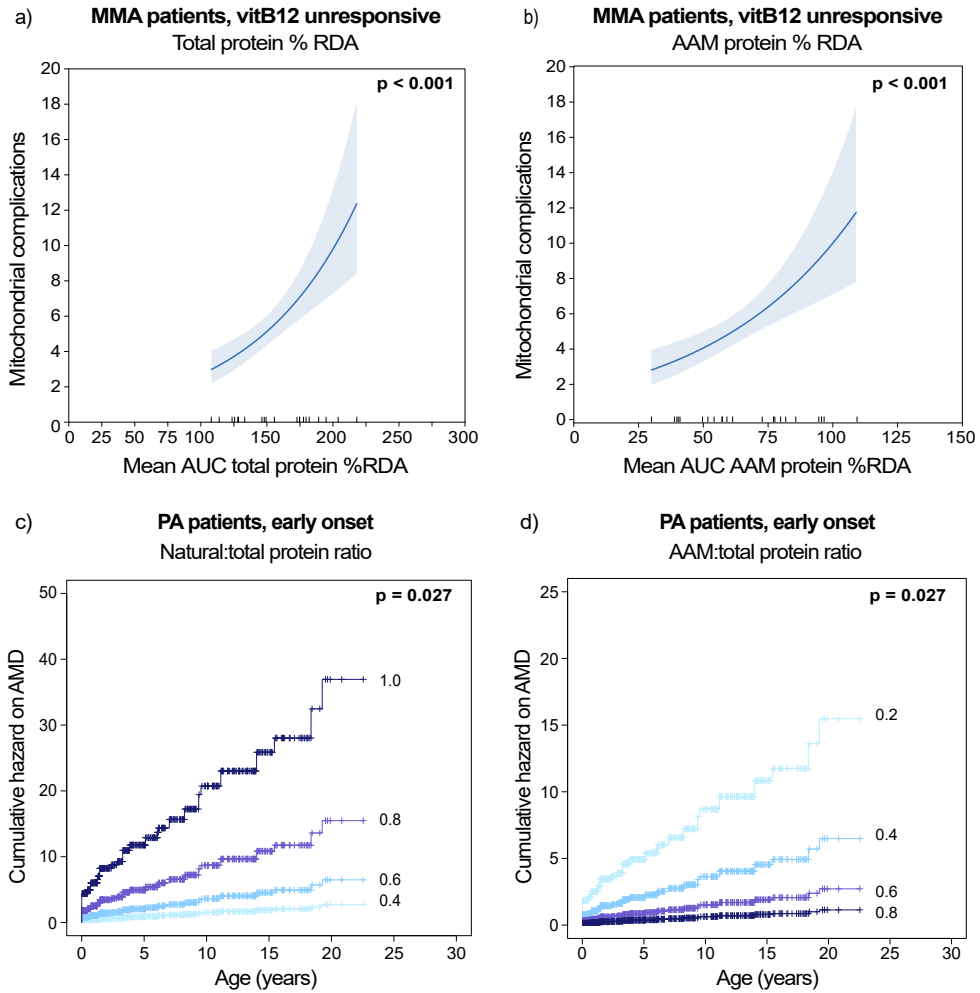 a)
MMA patients, vitB12 unresponsive
Total protein % RDA
p < 0.001
Mitochondrial complications
20
18
16
14
12
10
8
6
4
2
0
0 25 50 75 100 125 150 175 200 225 250 300
Mean AUC total protein %RDA
b)
MMA patients, vitB12 unresponsive
AAM protein % RDA
p < 0.001
Mitochondrial complications
20
18
16
14
12
10
8
6
4
2
0
0 25 50 75 100 125 150
Mean AUC AAM protein %RDA
c)
PA patients, early onset
Natural:total protein ratio
p = 0.027
Cumulative hazard on AMD
50
40
30
20
10
0
1.0
0.8
0.6
0.4
0 5 10 15 20 25 30
Age (years)
d)
PA patients, early onset
AAM:total protein ratio
p = 0.027
Cumulative hazard on AMD
25
20
15
10
5
0
0.2
0.4
0.6
0.8
0 5 10 15 20 25 30
Age (years)